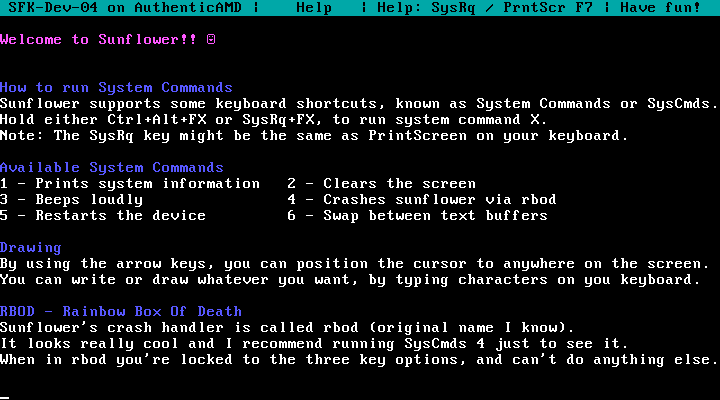 SFK-Dev-04 on AuthenticAMD | Help | Help: SysRq / PrntScr F7 | Have fun!
Welcome to Sunflower!! ☺
How to run System Commands
Sunflower supports some keyboard shortcuts, known as System Commands or SysCmds.
Hold either Ctrl+Alt+FX or SysRq+FX, to run system command X.
Note: The SysRq key might be the same as PrintScreen on your keyboard.
Available System Commands
1 - Prints system information 2 - Clears the screen
3 - Beeps loudly 4 - Crashes sunflower via rbod
5 - Restarts the device 6 - Swap between text buffers
Drawing
By using the arrow keys, you can position the cursor to anywhere on the screen.
You can write or draw whatever you want, by typing characters on you keyboard.
RBOD - Rainbow Box Of Death
Sunflower's crash handler is called rbod (original name I know).
It looks really cool and I recommend running SysCmds 4 just to see it.
When in rbod you're locked to the three key options, and can't do anything else.